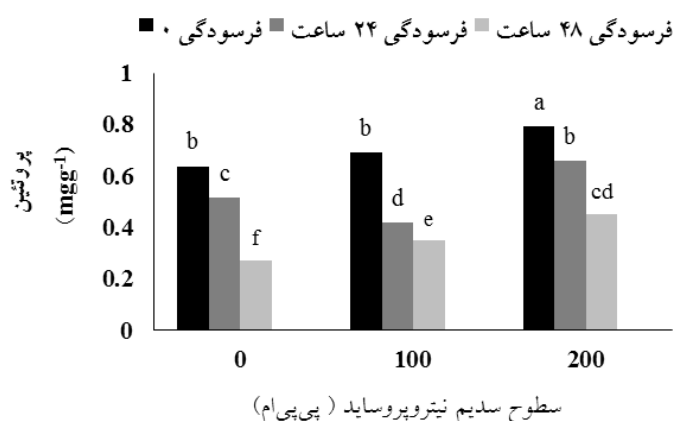 فرسودگی ۰ فرسودگی ۲۴ ساعت فرسودگی ۴۸ ساعت
1
0.8
0.6
0.4
0.2
0
پروتئین
(mgg-1)
b
c
f
b
d
e
a
b
cd
0 100 200
سطوح سدیم نیتروپروساید ( پی‌پی‌ام)